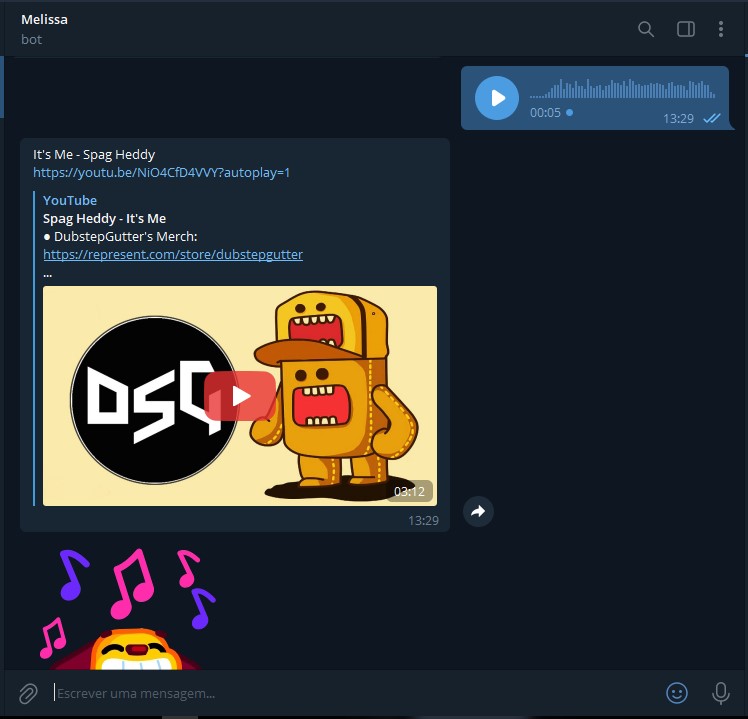 Melissa
bot
00:05
13:29
It's Me - Spag Heddy
https://youtu.be/NiO4CfD4VVY?autoplay=1
YouTube
Spag Heddy - It's Me
● DubstepGutter's Merch:
https://represent.com/store/dubstepgutter
...
DSG
03:12
13:29
Escrever uma mensagem...